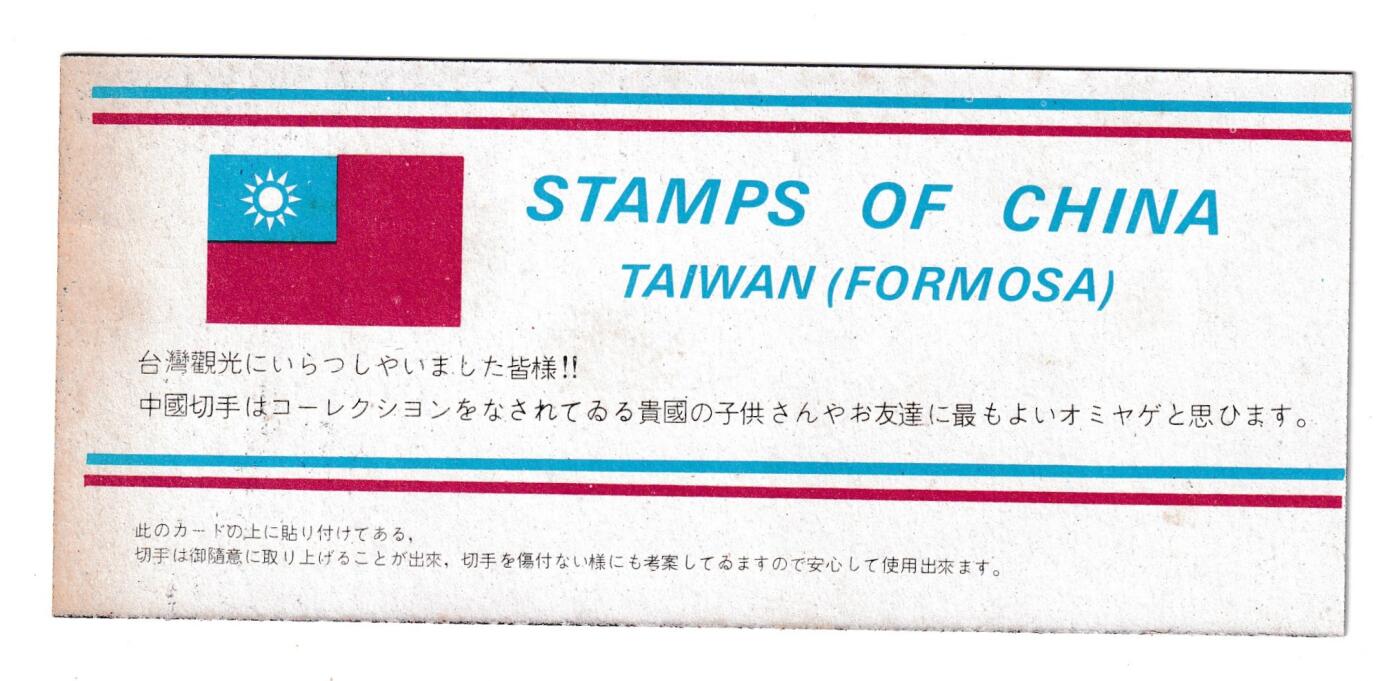 STAMPS OF CHINA
TAIWAN (FORMOSA)
台灣觀光にいらつしやいました皆様!!
中國切手はコーレクシヨンをなされてゐる貴國の子供さんやお友達に最もよいオミヤゲと思ひます。
此のカードの上に貼り付けてある,
切手は御隨意に取り上げることが出來, 切手を傷付ない様にも考案してゐますので安心して使用出來ます。